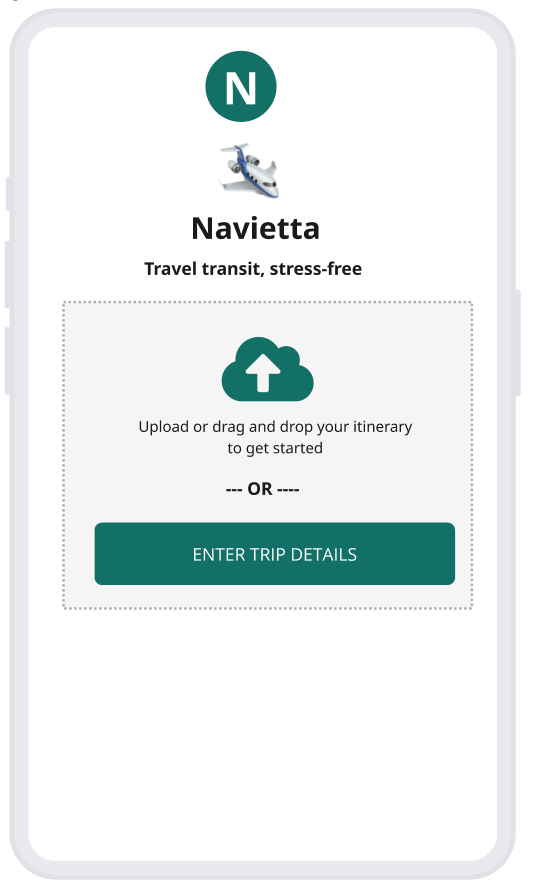 N
Navietta
Travel transit, stress-free
Upload or drag and drop your itinerary
to get started
--- OR ----
ENTER TRIP DETAILS